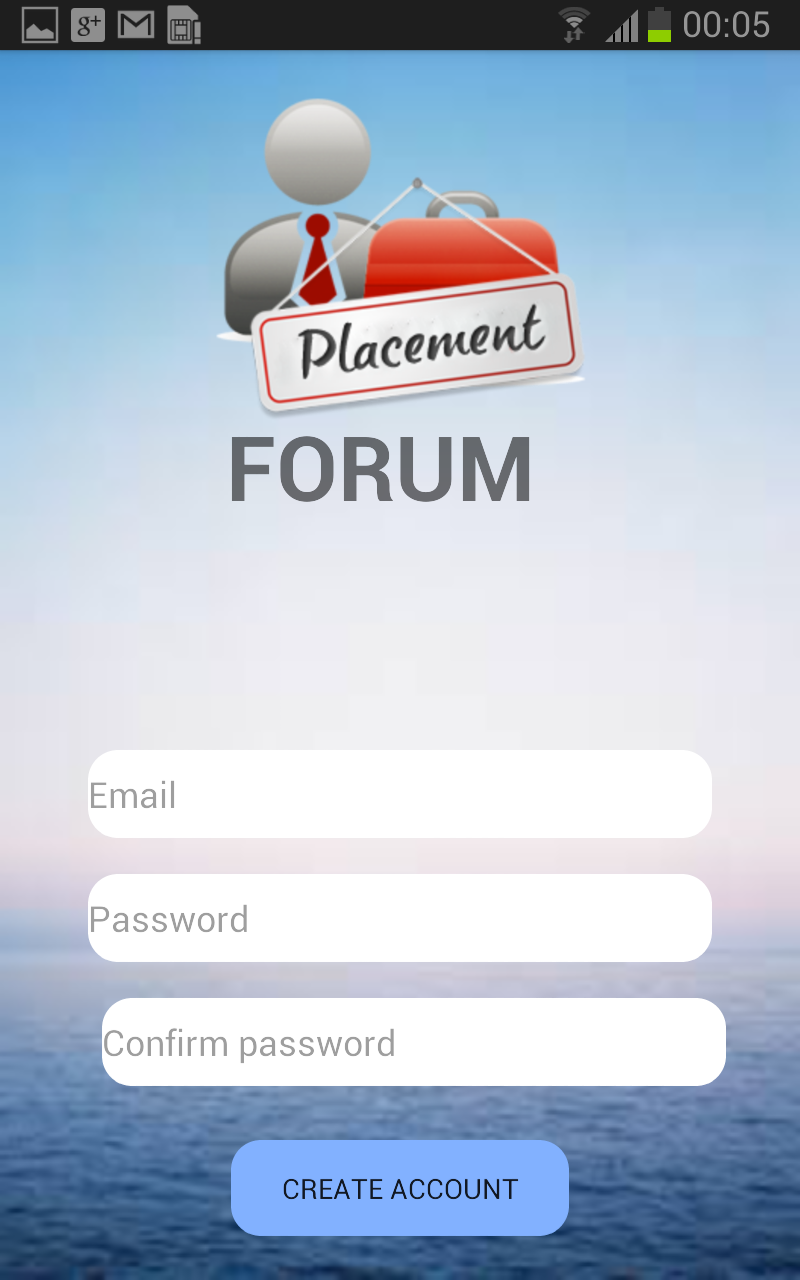 g+
00:05
Placement
FORUM
Email
Password
Confirm password
CREATE ACCOUNT